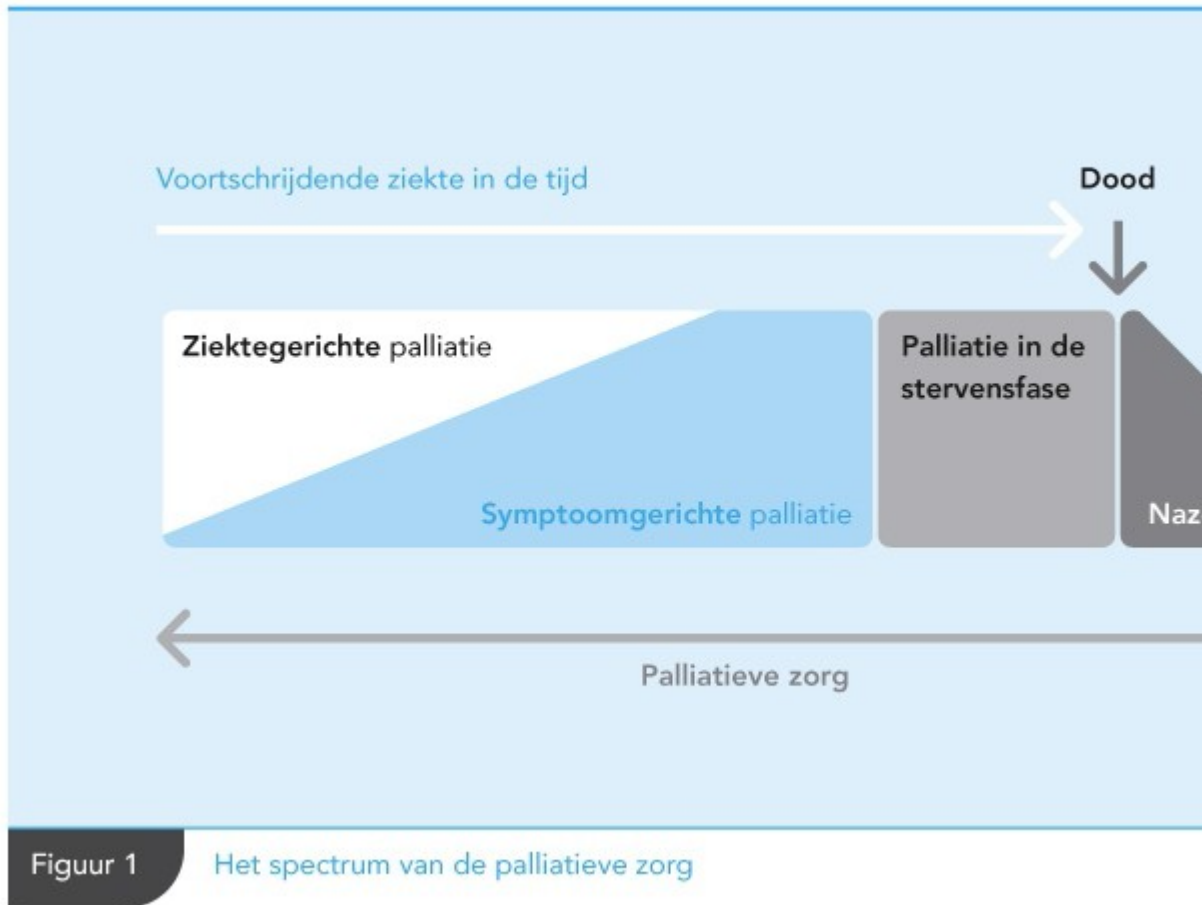 Voortschrijdende ziekte in de tijd
Dood
Ziektegerichte palliatie
Palliatie in de
stervensfase
Symptoomgerichte palliatie
Naz
Palliatieve zorg
Figuur 1
Het spectrum van de palliatieve zorg